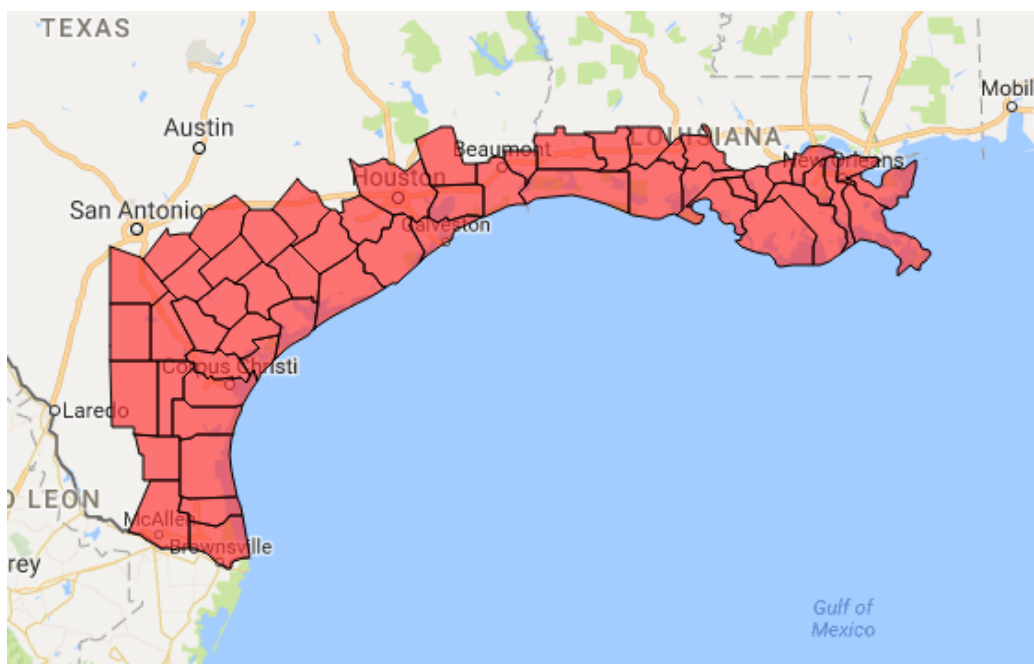 TEXAS
Mobil
Austin
LOUISIANA
Beaumont
New Orleans
Houston
San Antonio
Galveston
Corpus Christi
Laredo
O LEON
McAllen
Brownsville
rey
Gulf of
Mexico